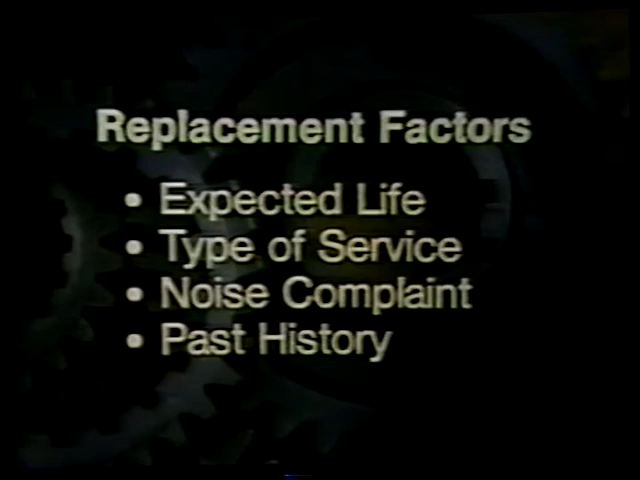 Replacement Factors
• Expected Life
• Type of Service
• Noise Complaint
• Past History